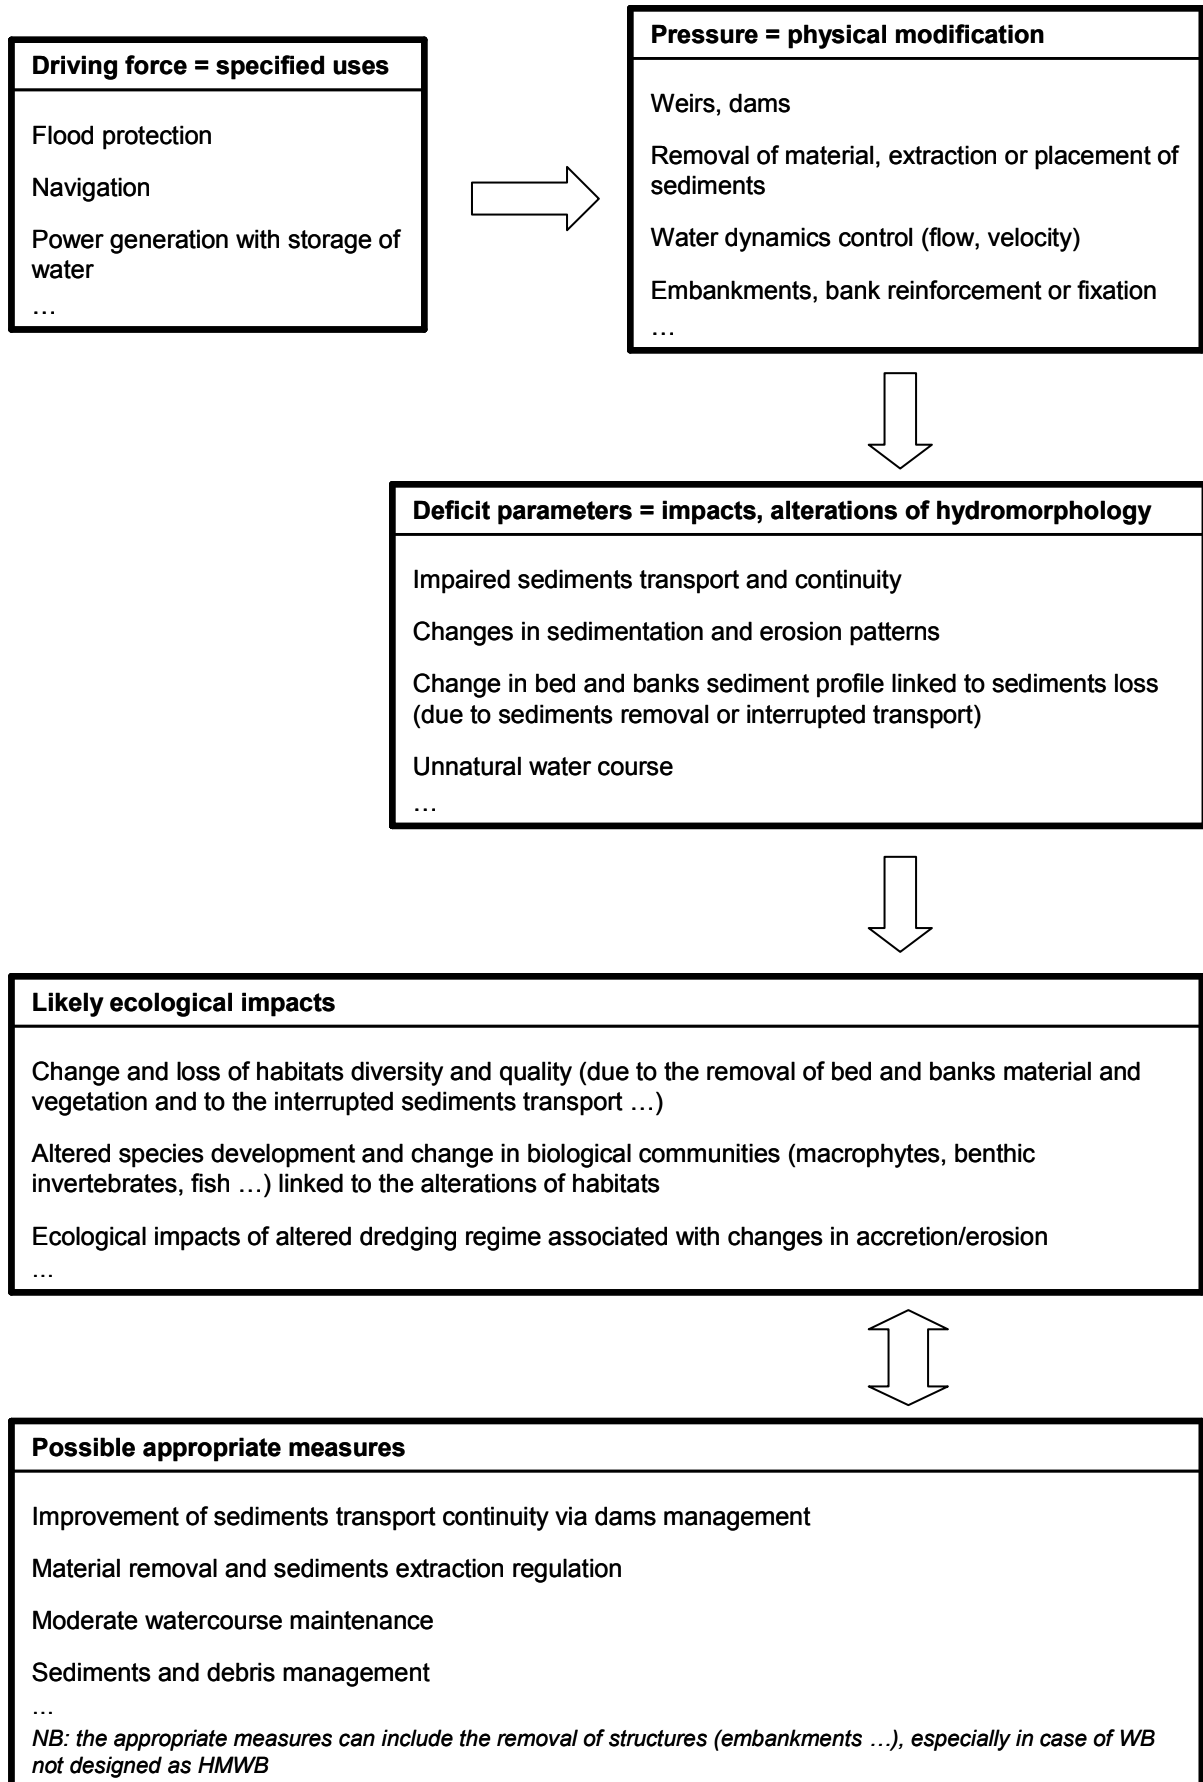 Driving force = specified uses
Flood protection
Navigation
Power generation with storage of
water
…
Pressure = physical modification
Weirs, dams
Removal of material, extraction or placement of
sediments
Water dynamics control (flow, velocity)
Embankments, bank reinforcement or fixation
…
Deficit parameters = impacts, alterations of hydromorphology
Impaired sediments transport and continuity
Changes in sedimentation and erosion patterns
Change in bed and banks sediment profile linked to sediments loss
(due to sediments removal or interrupted transport)
Unnatural water course
…
Likely ecological impacts
Change and loss of habitats diversity and quality (due to the removal of bed and banks material and
vegetation and to the interrupted sediments transport …)
Altered species development and change in biological communities (macrophytes, benthic
invertebrates, fish …) linked to the alterations of habitats
Ecological impacts of altered dredging regime associated with changes in accretion/erosion
…
Possible appropriate measures
Improvement of sediments transport continuity via dams management
Material removal and sediments extraction regulation
Moderate watercourse maintenance
Sediments and debris management
…
NB: the appropriate measures can include the removal of structures (embankments …), especially in case of WB
not designed as HMWB